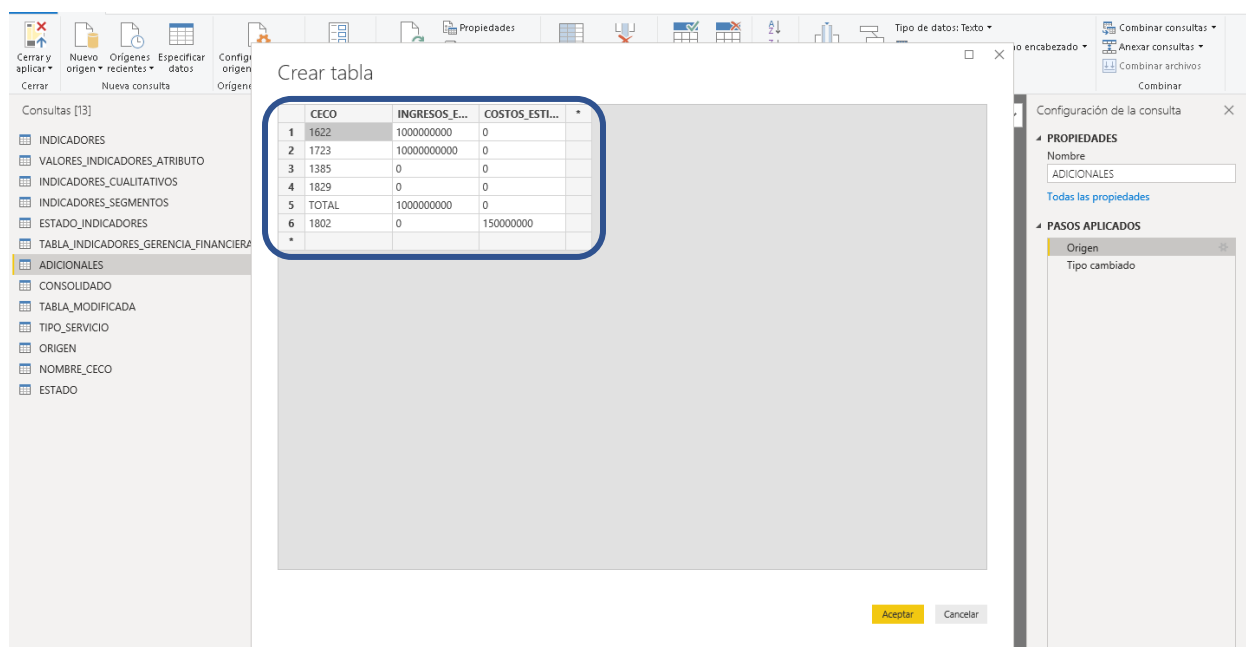 Propiedades
Tipo de datos: Texto
Cerrar y aplicar
Nuevo origen
Orígenes recientes
Especificar datos
Combinar consultas
Anexar consultas
Combinar archivos
Cerrar
Nueva consulta
Combinar
Consultas [13]
INDICADORES
VALORES_INDICADORES_ATRIBUTO
INDICADORES_CUALITATIVOS
INDICADORES_SEGMENTOS
ESTADO_INDICADORES
TABLA_INDICADORES_GERENCIA_FINANCIERA
ADICIONALES
CONSOLIDADO
TABLA_MODIFICADA
TIPO_SERVICIO
ORIGEN
NOMBRE_CECO
ESTADO
Crear tabla
CECO INGRESOS_E... COSTOS_ESTI... *
1 1622 1000000000 0
2 1723 10000000000 0
3 1385 0 0
4 1829 0 0
5 TOTAL 1000000000 0
6 1802 0 150000000
*
Aceptar Cancelar
Configuración de la consulta
PROPIEDADES
Nombre
ADICIONALES
Todas las propiedades
PASOS APLICADOS
Origen
Tipo cambiado